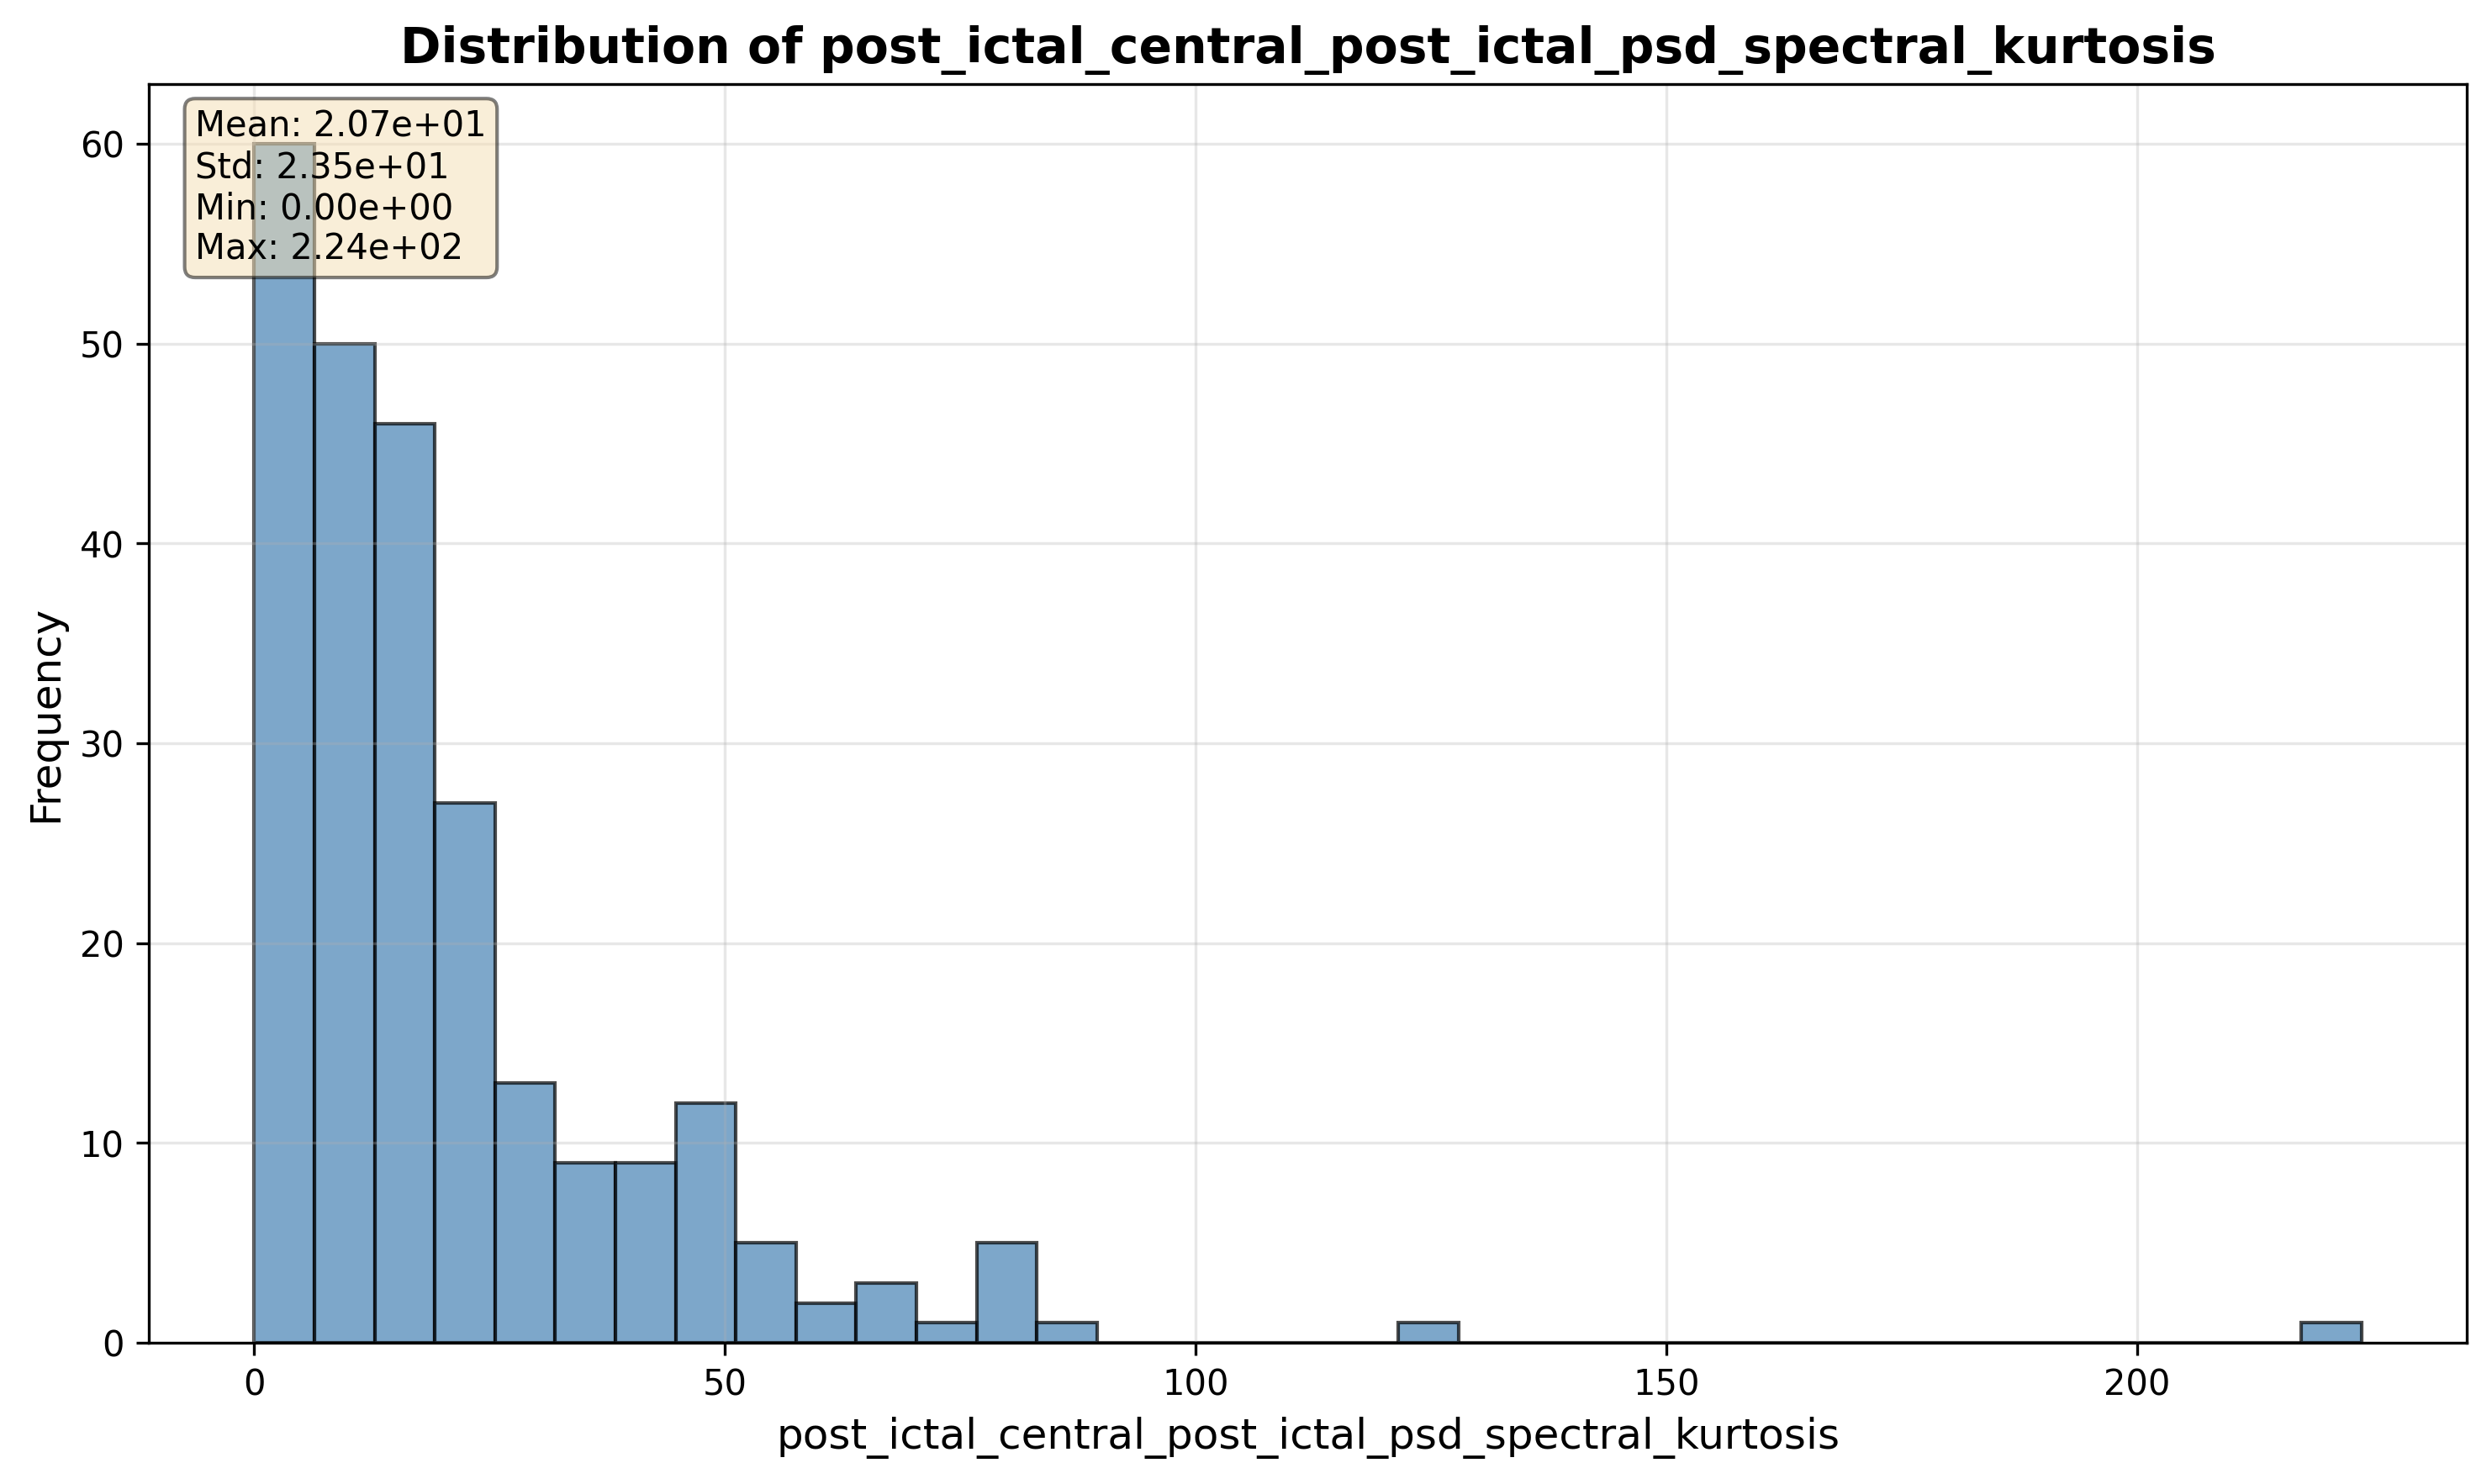 Distribution of post_ictal_central_post_ictal_psd_spectral_kurtosis
Mean: 2.07e+01
Std: 2.35e+01
Min: 0.00e+00
Max: 2.24e+02
60
50
40
30
20
10
0
Frequency
0 50 100 150 200
post_ictal_central_post_ictal_psd_spectral_kurtosis